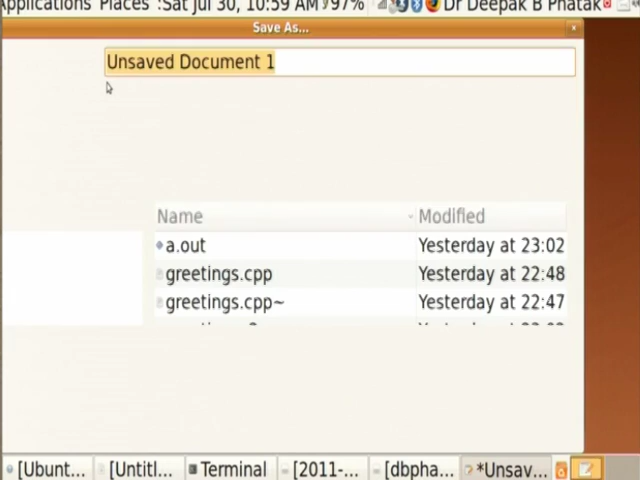 Applications Places :Sat Jul 30, 10:59 AM 97% Dr Deepak B Phatak
Save As...
Unsaved Document 1
Name Modified
a.out Yesterday at 23:02
greetings.cpp Yesterday at 22:48
greetings.cpp~ Yesterday at 22:47
[Ubunt... [Untitl... Terminal [2011-... [dbpha... *Unsav...